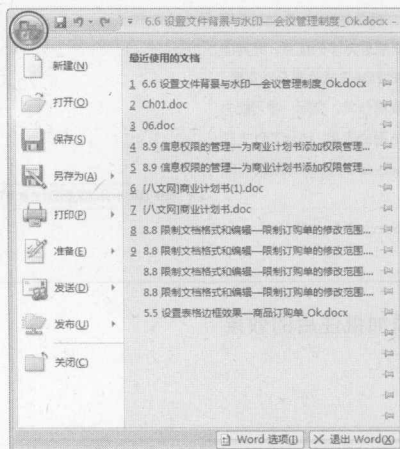 6.6 设置文件背景与水印—会议管理制度_Ok.docx -
新建(N)
打开(O)
保存(S)
另存为(A)
打印(P)
准备(E)
发送(D)
发布(U)
关闭(C)
最近使用的文档
1 6.6 设置文件背景与水印—会议管理制度_Ok.docx
2 Ch01.doc
3 06.doc
4 8.9 信息权限的管理—为商业计划书添加权限管理...
5 8.9 信息权限的管理—为商业计划书添加权限管理...
6 [八文网]商业计划书(1).doc
7 [八文网]商业计划书.doc
8 8.8 限制文档格式和编辑—限制订购单的修改范围...
9 8.8 限制文档格式和编辑—限制订购单的修改范围....
8.8 限制文档格式和编辑—限制订购单的修改范围...
8.8 限制文档格式和编辑—限制订购单的修改范围....
5.5 设置表格边框效果—商品订购单_Ok.docx
Word 选项(I) 退出 Word(X)